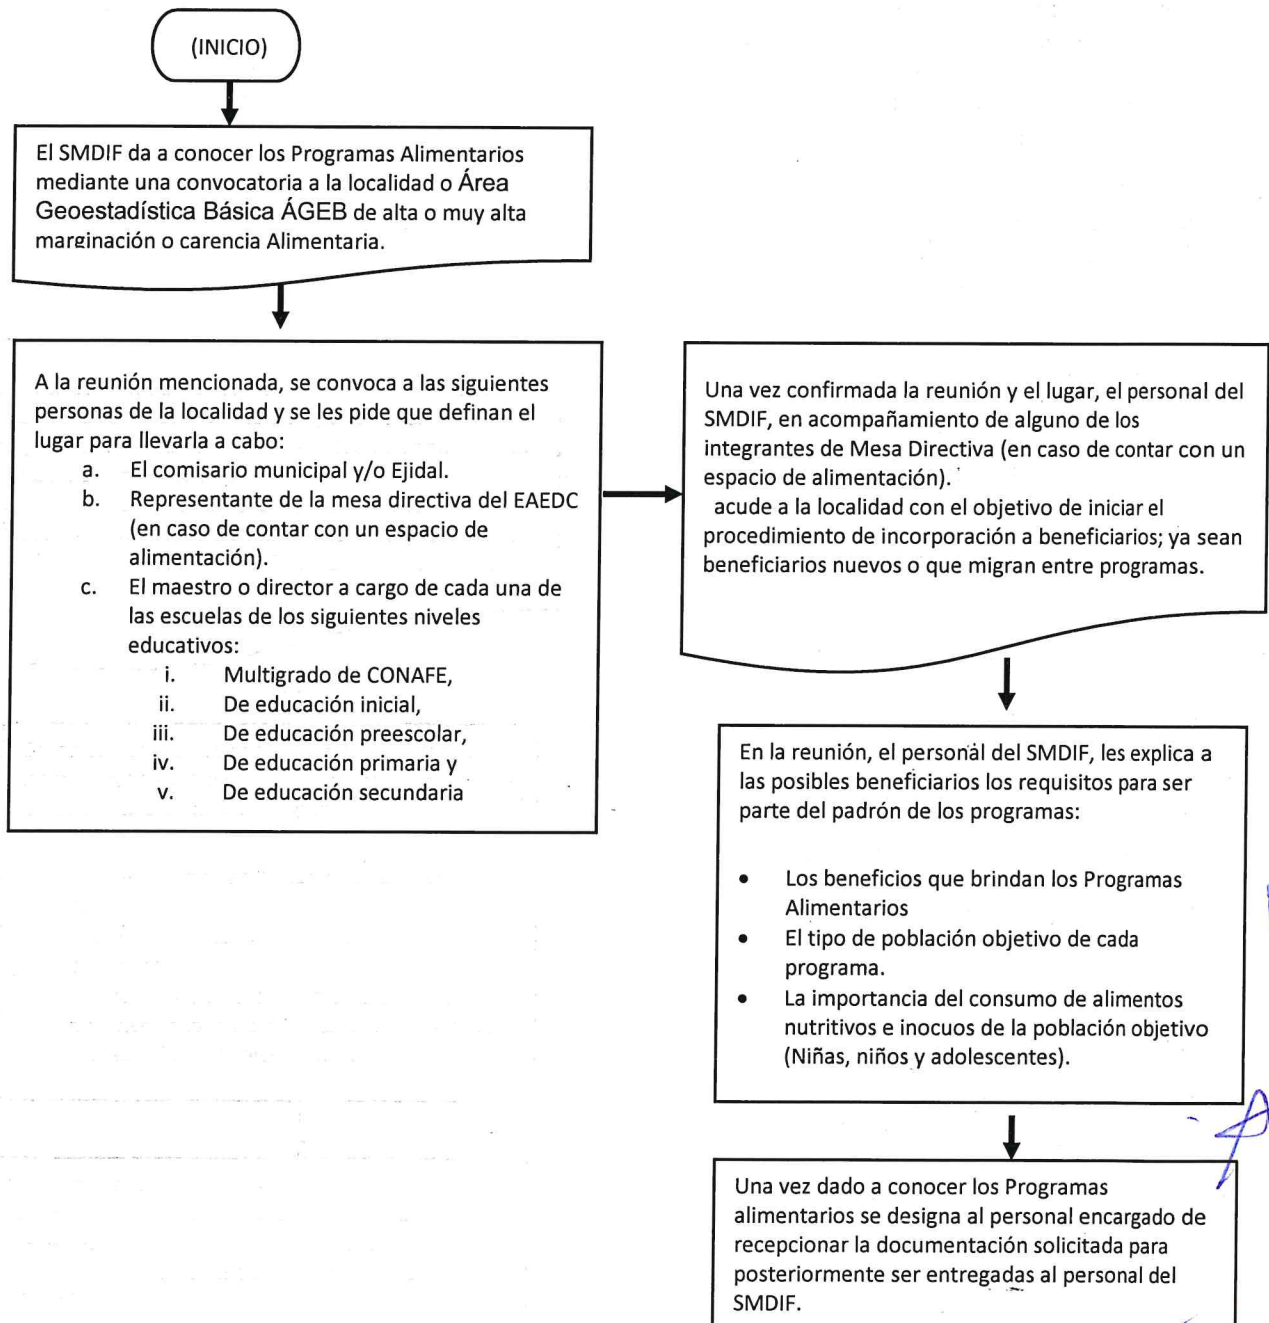 (INICIO)
El SMDIF da a conocer los Programas Alimentarios
mediante una convocatoria a la localidad o Área
Geoestadística Básica ÁGEB de alta o muy alta
marginación o carencia Alimentaria.
A la reunión mencionada, se convoca a las siguientes
personas de la localidad y se les pide que definan el
lugar para llevarla a cabo:
a. El comisario municipal y/o Ejidal.
b. Representante de la mesa directiva del EAEDC
(en caso de contar con un espacio de
alimentación).
c. El maestro o director a cargo de cada una de
las escuelas de los siguientes niveles
educativos:
i. Multigrado de CONAFE,
ii. De educación inicial,
iii. De educación preescolar,
iv. De educación primaria y
v. De educación secundaria
Una vez confirmada la reunión y el lugar, el personal del
SMDIF, en acompañamiento de alguno de los
integrantes de Mesa Directiva (en caso de contar con un
espacio de alimentación).
acude a la localidad con el objetivo de iniciar el
procedimiento de incorporación a beneficiarios; ya sean
beneficiarios nuevos o que migran entre programas.
En la reunión, el personal del SMDIF, les explica a
las posibles beneficiarios los requisitos para ser
parte del padrón de los programas:
• Los beneficios que brindan los Programas
Alimentarios
• El tipo de población objetivo de cada
programa.
• La importancia del consumo de alimentos
nutritivos e inocuos de la población objetivo
(Niñas, niños y adolescentes).
Una vez dado a conocer los Programas
alimentarios se designa al personal encargado de
recepcionar la documentación solicitada para
posteriormente ser entregadas al personal del
SMDIF.